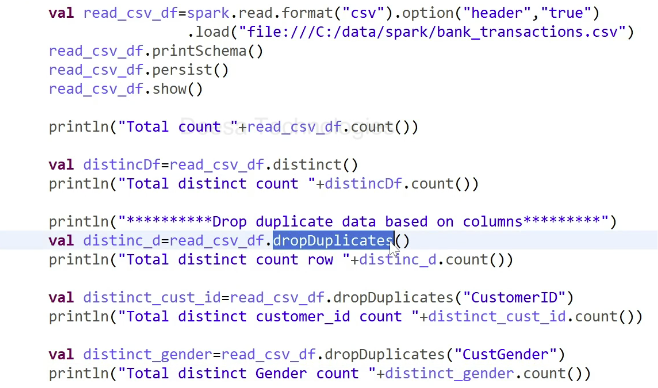 val read_csv_df=spark.read.format("csv").option("header","true")
.load("file:///C:/data/spark/bank_transactions.csv")
read_csv_df.printSchema()
read_csv_df.persist()
read_csv_df.show()
println("Total count "+read_csv_df.count())
val distincDf=read_csv_df.distinct()
println("Total distinct count "+distincDf.count())
println("**********Drop duplicate data based on columns*********")
val distinc_d=read_csv_df.dropDuplicates()
println("Total distinct count row "+distinc_d.count())
val distinct_cust_id=read_csv_df.dropDuplicates("CustomerID")
println("Total distinct customer_id count "+distinct_cust_id.count())
val distinct_gender=read_csv_df.dropDuplicates("CustGender")
println("Total distinct Gender count "+distinct_gender.count())